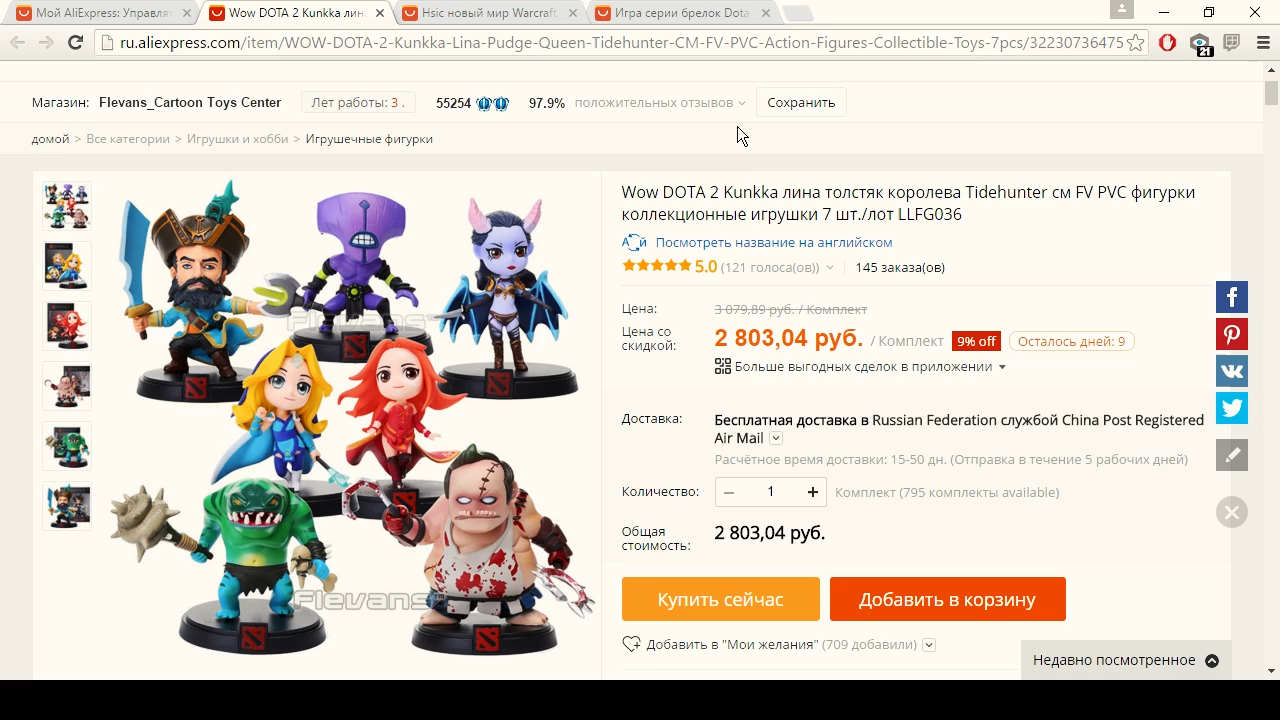 Мой AliExpress: Управлят
Wow DOTA 2 Kunkka лин
Hsic новый мир Warcraft
Игра серии брелок Dota
ru.aliexpress.com/item/WOW-DOTA-2-Kunkka-Lina-Pudge-Queen-Tidehunter-CM-FV-PVC-Action-Figures-Collectible-Toys-7pcs/32230736475
21
Магазин: Flevans_Cartoon Toys Center Лет работы: 3 . 55254 97.9% положительных отзывов Сохранить
домой > Все категории > Игрушки и хобби > Игрушечные фигурки
Flevans
Flevans
Wow DOTA 2 Kunkka лина толстяк королева Tidehunter см FV PVC фигурки
коллекционные игрушки 7 шт./лот LLFG036
Посмотреть название на английском
5.0 (121 голоса(ов)) 145 заказа(ов)
Цена: 3 079,89 руб. / Комплект
Цена со
скидкой: 2 803,04 руб. / Комплект 9% off Осталось дней: 9
Больше выгодных сделок в приложении
Доставка: Бесплатная доставка в Russian Federation службой China Post Registered
Air Mail
Расчётное время доставки: 15-50 дн. (Отправка в течение 5 рабочих дней)
Количество: − 1 + Комплект (795 комплекты available)
Общая
стоимость: 2 803,04 руб.
Купить сейчас Добавить в корзину
Добавить в "Мои желания" (709 добавили)
Недавно посмотренное